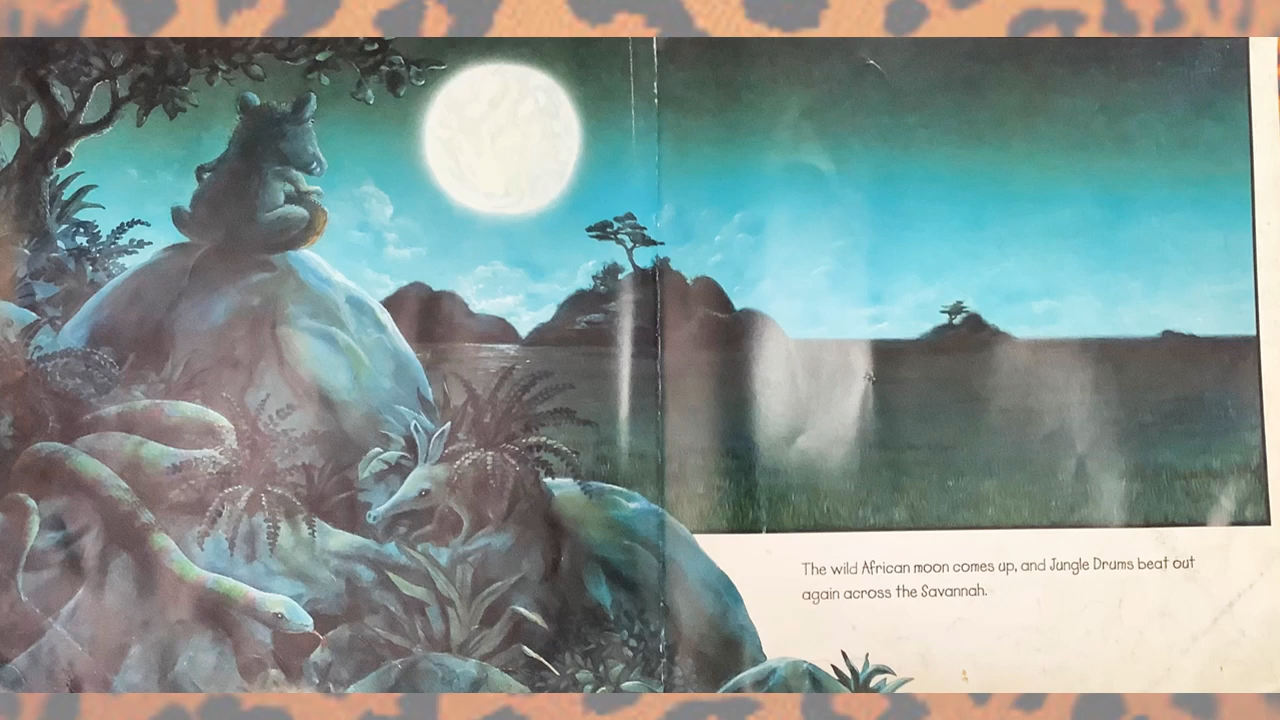 The wild African moon comes up, and Jungle Drums beat out
again across the Savannah.